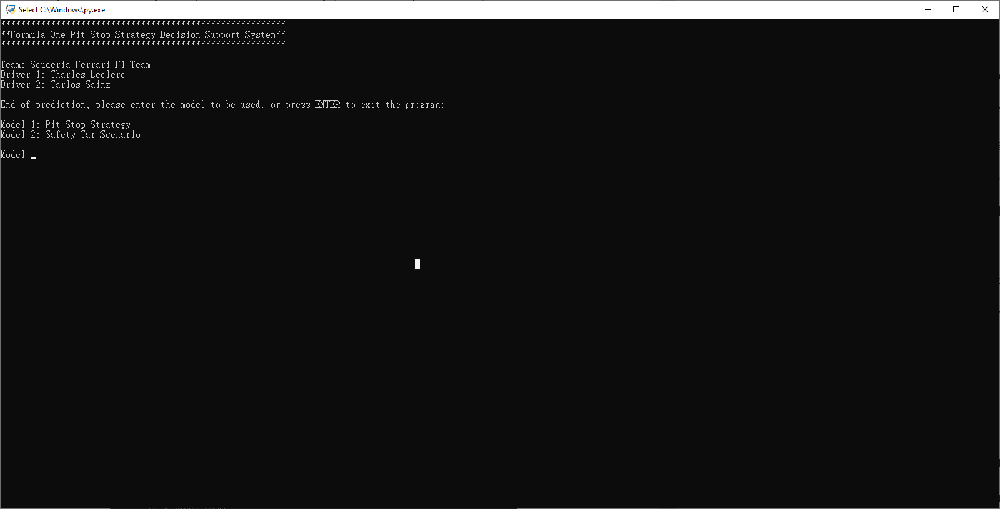 Select C:\Windows\py.exe
*********************************************************
**Formula One Pit Stop Strategy Decision Support System**
*********************************************************
Team: Scuderia Ferrari F1 Team
Driver 1: Charles Leclerc
Driver 2: Carlos Sainz
End of prediction, please enter the model to be used, or press ENTER to exit the program:
Model 1: Pit Stop Strategy
Model 2: Safety Car Scenario
Model